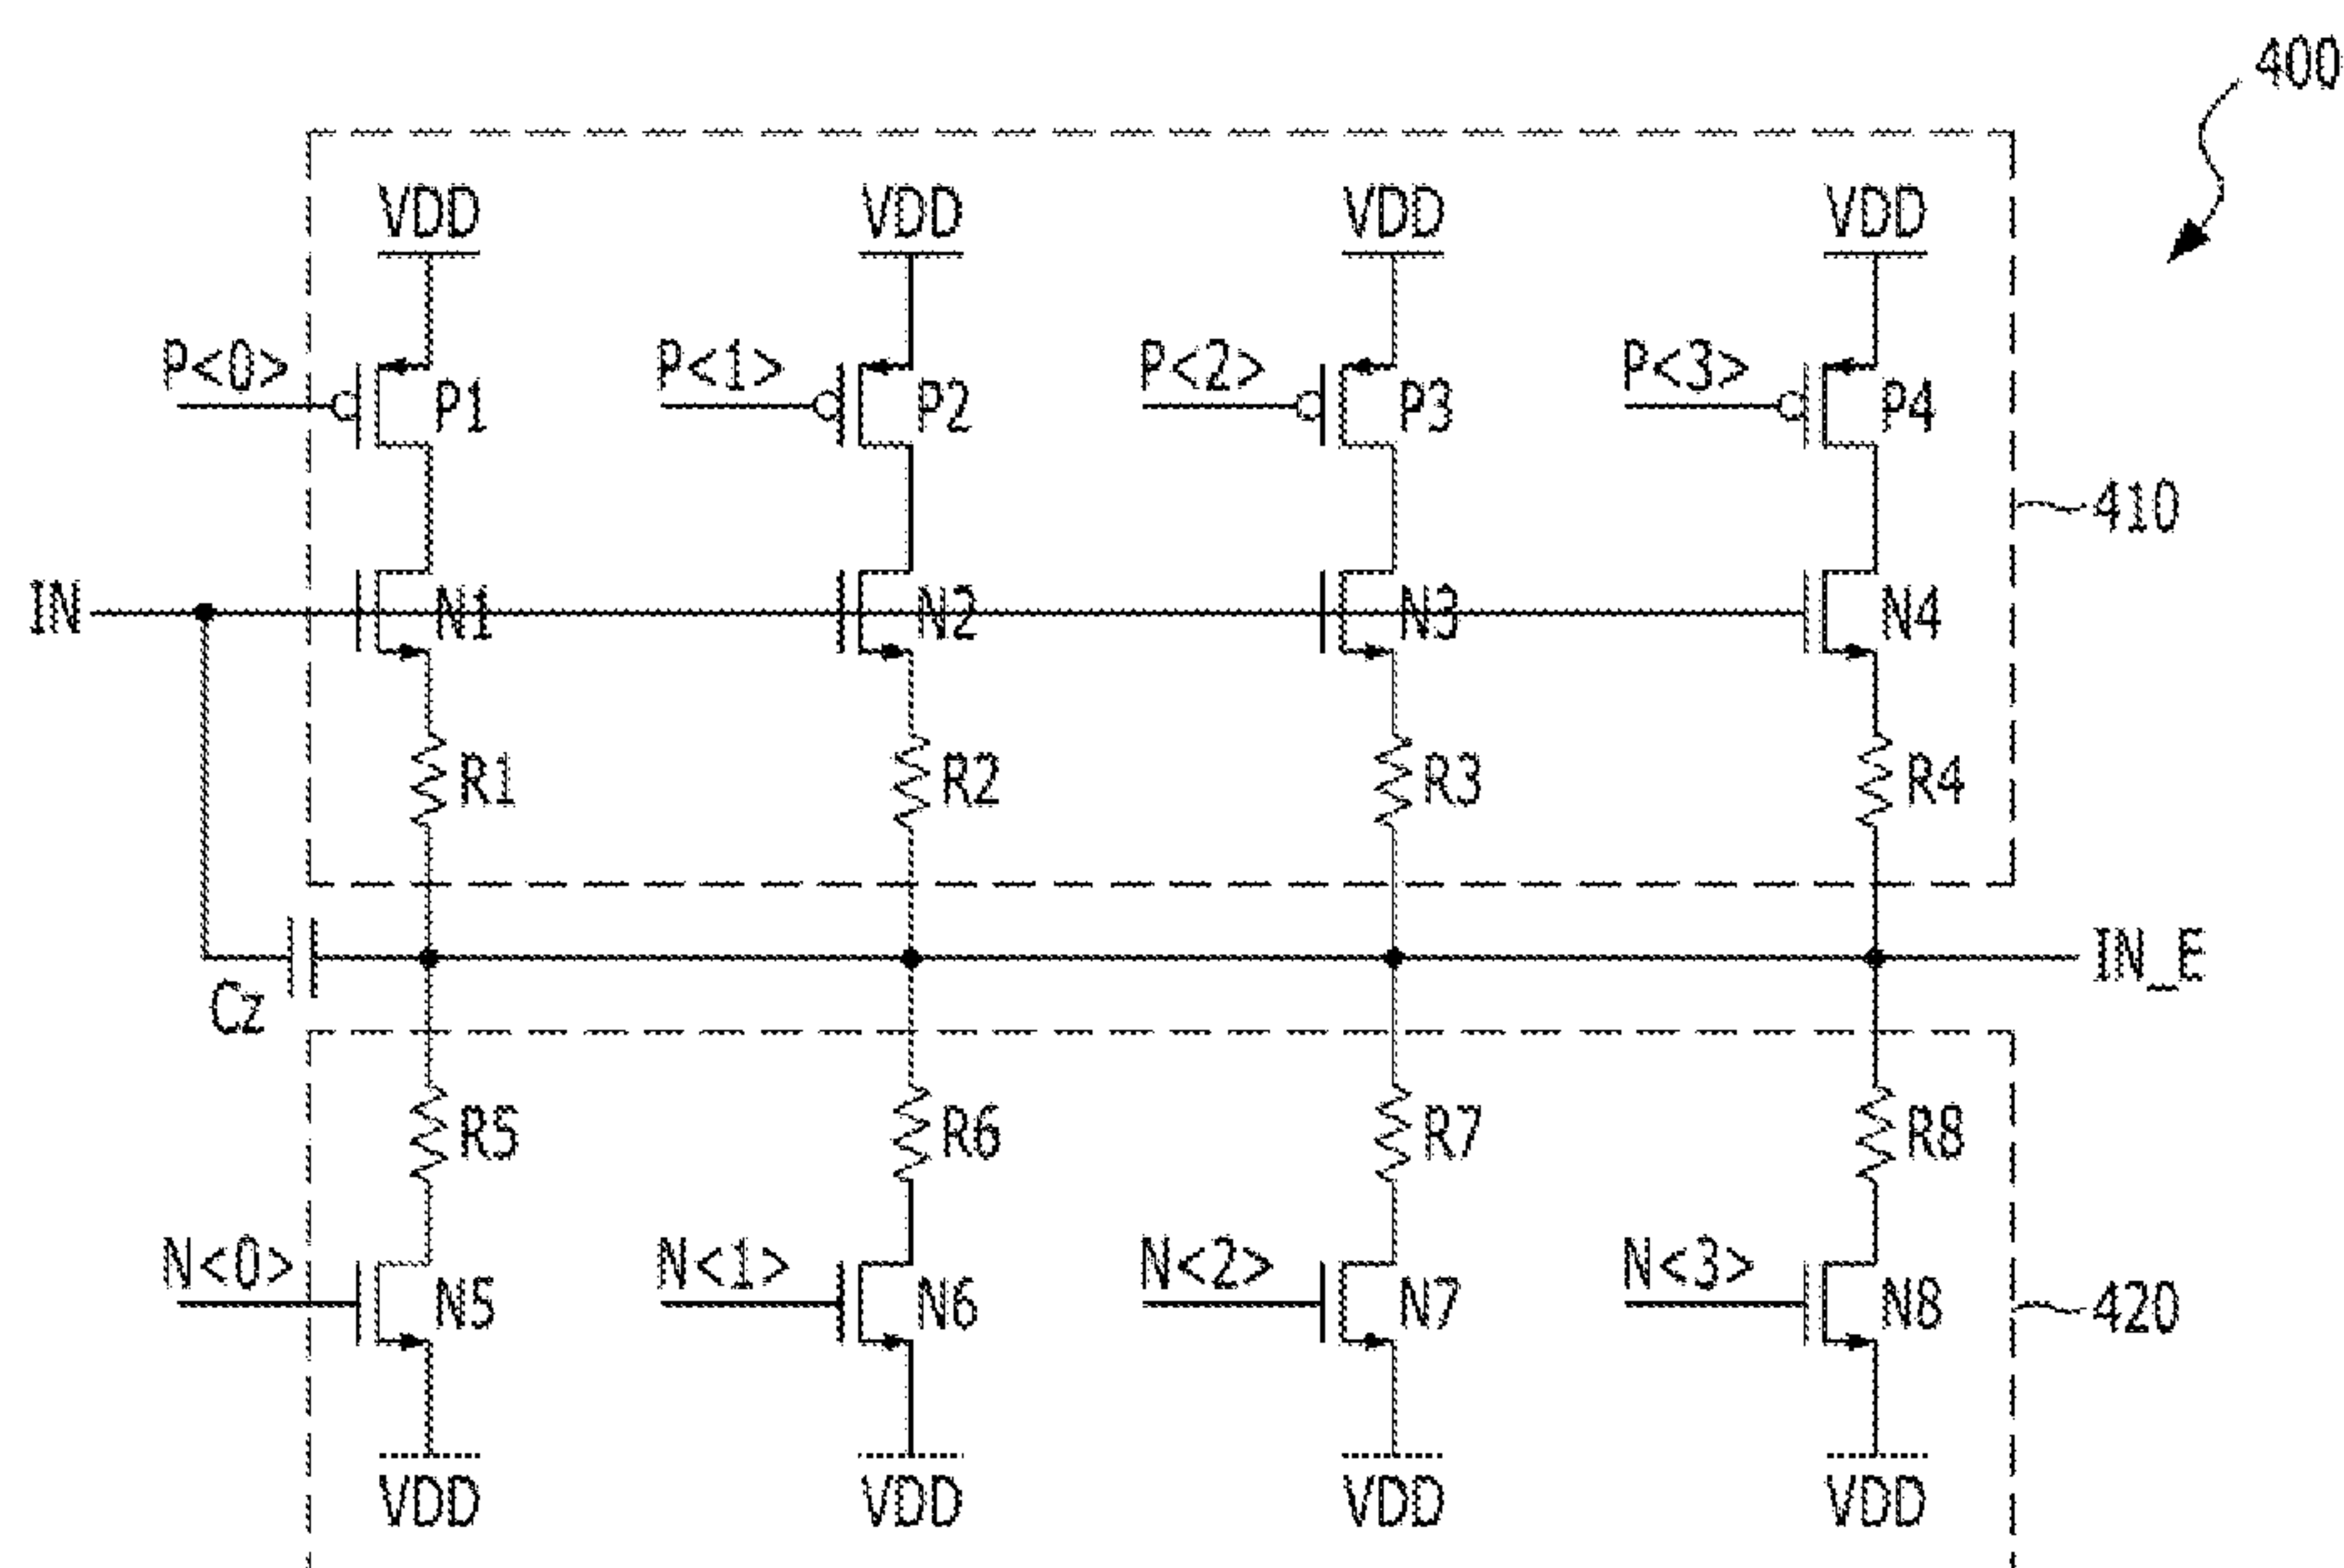 400
VDD VDD VDD VDD
P<0> P<1> P<2> P<3>
P1 P2 P3 P4
410
IN N1 N2 N3 N4
R1 R2 R3 R4
IN_E
Cz
R5 R6 R7 R8
N<0> N<1> N<2> N<3>
N5 N6 N7 N8
420
VDD VDD VDD VDD